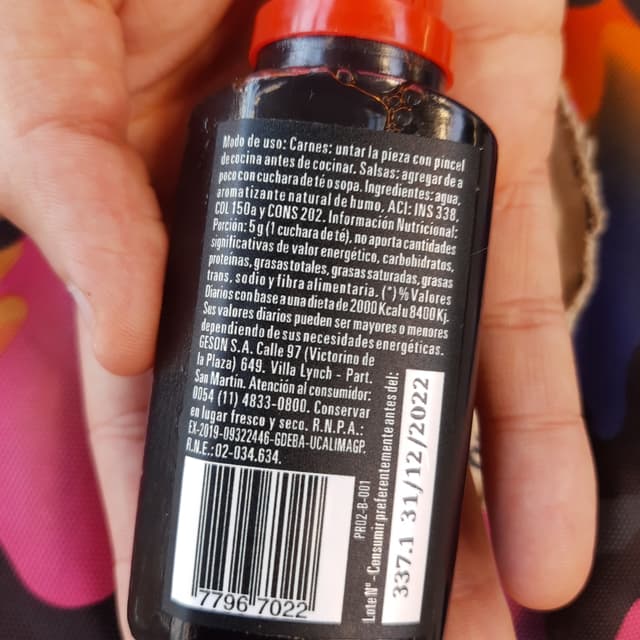 Modo de uso: Carnes: untar la pieza con pincel
de cocina antes de cocinar. Salsas: agregar de a
poco con cuchara de té o sopa. Ingredientes: agua,
aromatizante natural de humo, ACI: INS 338,
COL 150a y CONS 202. Información Nutricional:
Porción: 5 g (1 cuchara de té), no aporta cantidades
significativas de valor energético, carbohidratos,
proteínas, grasas totales, grasas saturadas, grasas
trans, sodio y fibra alimentaria. (*) % Valores
Diarios con base a una dieta de 2000 Kcal u 8400 Kj.
Sus valores diarios pueden ser mayores o menores
dependiendo de sus necesidades energéticas.
GESON S.A. Calle 97 (Victorino de
la Plaza) 649. Villa Lynch - Part.
San Martín. Atención al consumidor:
0054 (11) 4833-0800. Conservar
en lugar fresco y seco. R.N.P.A.:
EX-2019-09322446-GDEBA-UCALIMAGP.
R.N.E.: 02-034.634.
7796 7022
PR02-B-001
Lote N° - Consumir preferentemente antes del:
337.1 31/12/2022